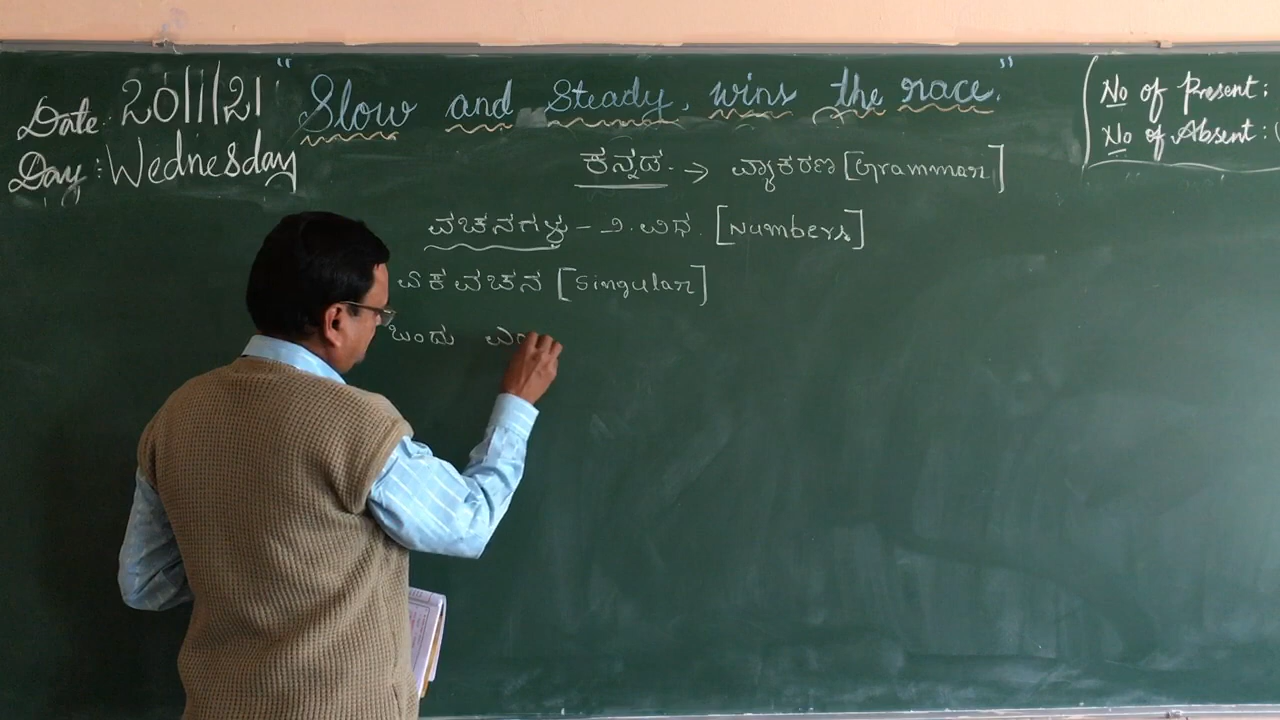 Date: 20/1/21 " Slow and Steady, wins the race. "
No of Present:
Day: Wednesday
No of Absent:
ಕನ್ನಡ. → ವ್ಯಾಕರಣ [Grammar]
ವಚನಗಳು – ೨. ವಿಧ. [Numbers]
ಏಕವಚನ [Singular]
ಒಂದು